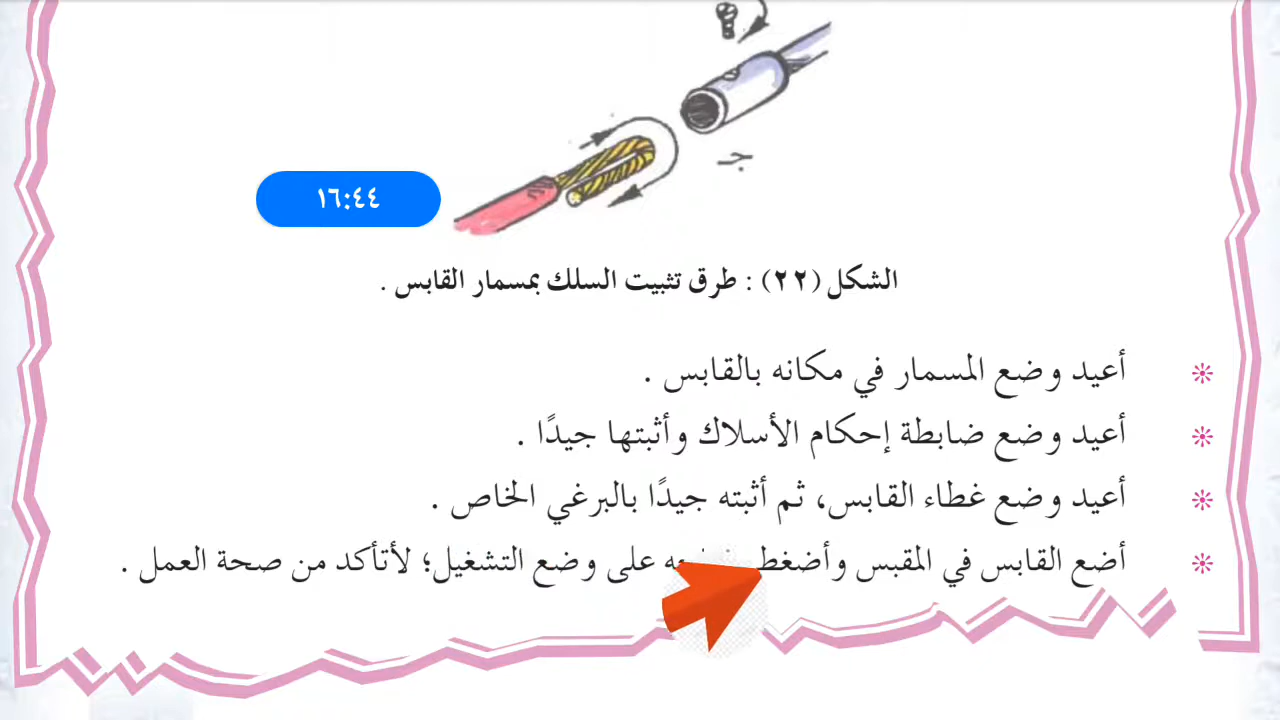 جـ
١٦:٤٤
الشكل (٢٢) : طرق تثبيت السلك بمسمار القابس .
أعيد وضع المسمار في مكانه بالقابس .
أعيد وضع ضابطة إحكام الأسلاك وأثبتها جيدًا .
أعيد وضع غطاء القابس، ثم أثبته جيدًا بالبرغي الخاص .
أضع القابس في المقبس وأضغط على وضع التشغيل؛ لأتأكد من صحة العمل .